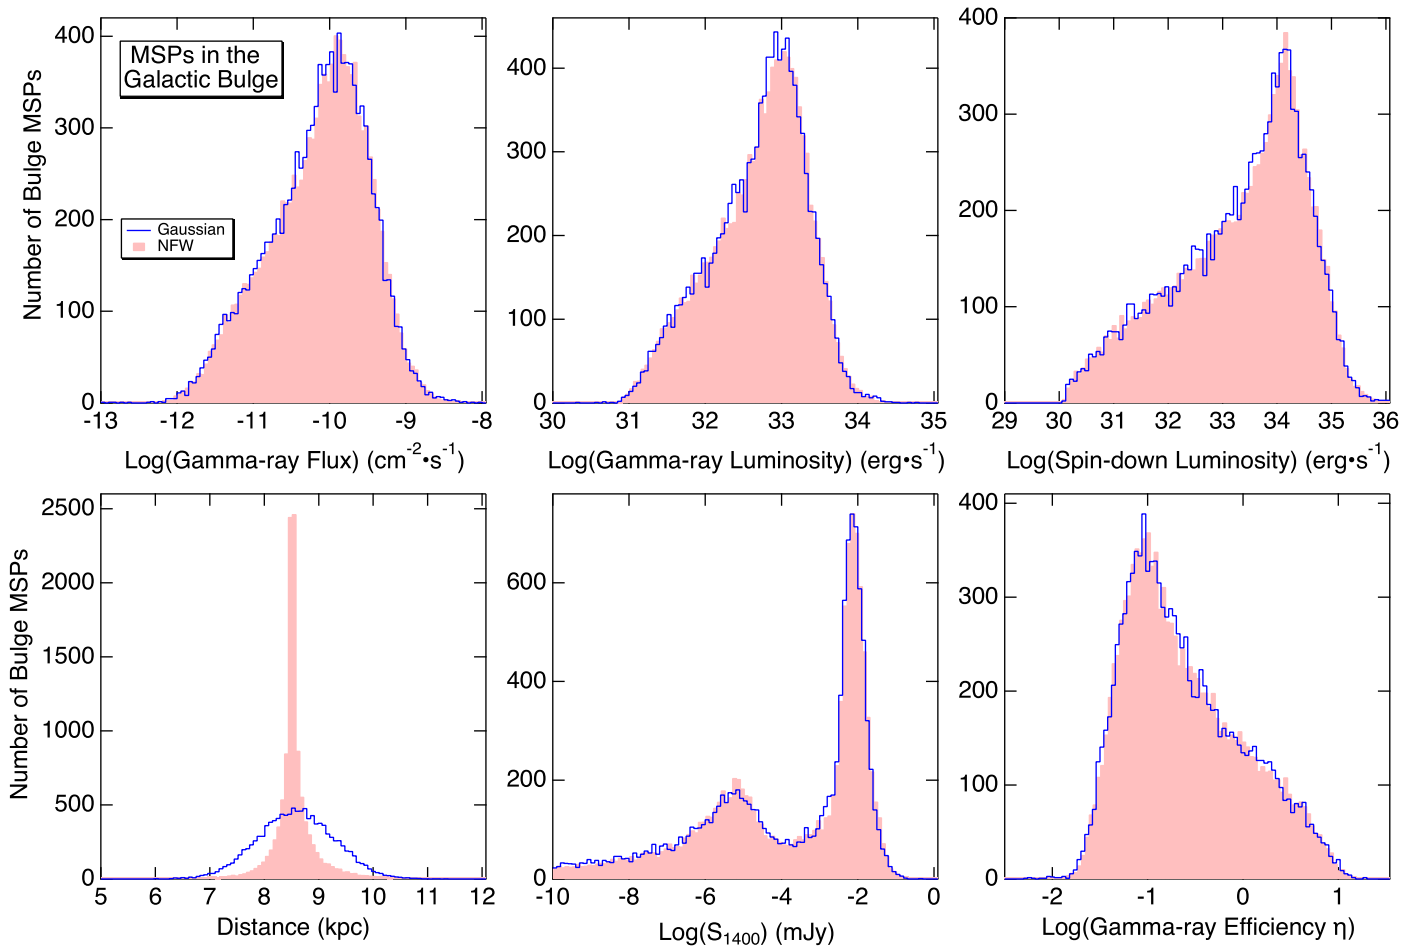 MSPs in the
Galactic Bulge
Gaussian
NFW
Number of Bulge MSPs
400
300
200
100
0
-13 -12 -11 -10 -9 -8
Log(Gamma-ray Flux) (cm⁻²•s⁻¹)
400
300
200
100
0
30 31 32 33 34 35
Log(Gamma-ray Luminosity) (erg•s⁻¹)
400
300
200
100
0
29 30 31 32 33 34 35 36
Log(Spin-down Luminosity) (erg•s⁻¹)
Number of Bulge MSPs
2500
2000
1500
1000
500
0
5 6 7 8 9 10 11 12
Distance (kpc)
600
400
200
0
-10 -8 -6 -4 -2 0
Log(S₁₄₀₀) (mJy)
400
300
200
100
0
-2 -1 0 1
Log(Gamma-ray Efficiency η)